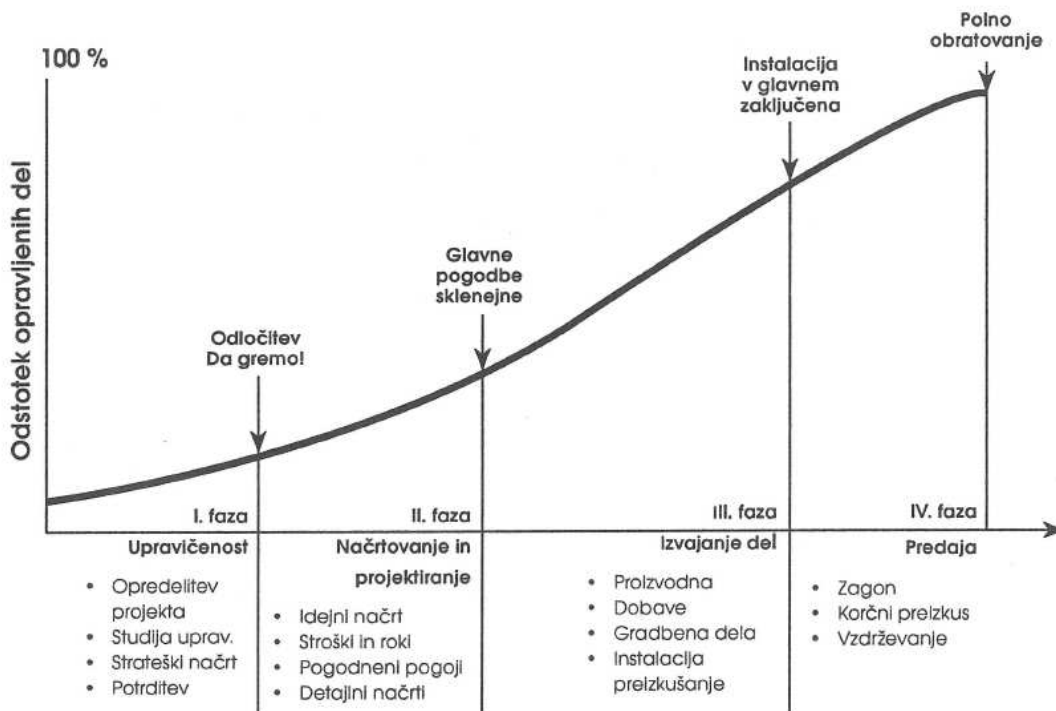 100 %
Odstotek opravljenih del
Odločitev
Da gremo!
Glavne
pogodbe
sklenejne
Instalacija
v glavnem
zaključena
Polno
obratovanje
I. faza
II. faza
III. faza
IV. faza
Upravičenost
• Opredelitev
projekta
• Studija uprav.
• Strateški načrt
• Potrditev
Načrtovanje in
projektiranje
• Idejni načrt
• Stroški in roki
• Pogodneni pogoji
• Detajlni načrti
Izvajanje del
• Proizvodna
• Dobave
• Gradbena dela
• Instalacija
preizkušanje
Predaja
• Zagon
• Korčni preizkus
• Vzdrževanje